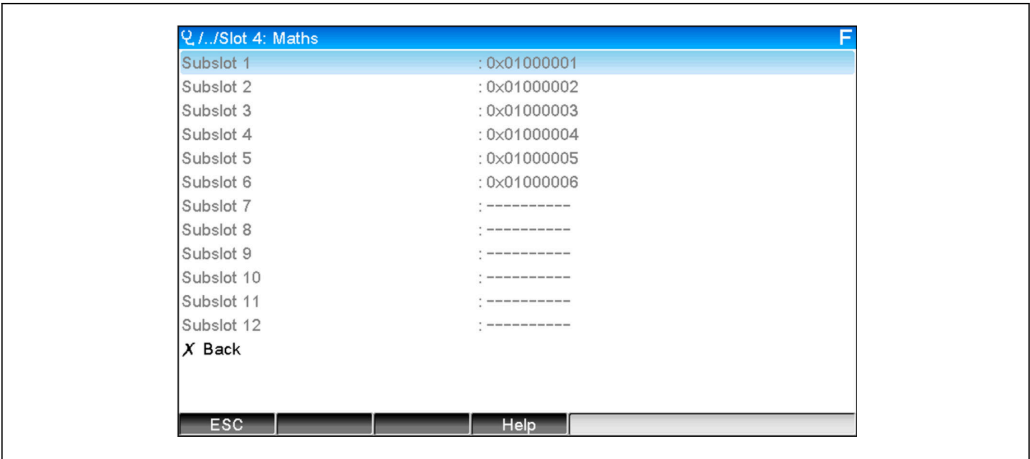 /../Slot 4: Maths F
Subslot 1 : 0x01000001
Subslot 2 : 0x01000002
Subslot 3 : 0x01000003
Subslot 4 : 0x01000004
Subslot 5 : 0x01000005
Subslot 6 : 0x01000006
Subslot 7 : ----------
Subslot 8 : ----------
Subslot 9 : ----------
Subslot 10 : ----------
Subslot 11 : ----------
Subslot 12 : ----------
X Back
ESC Help